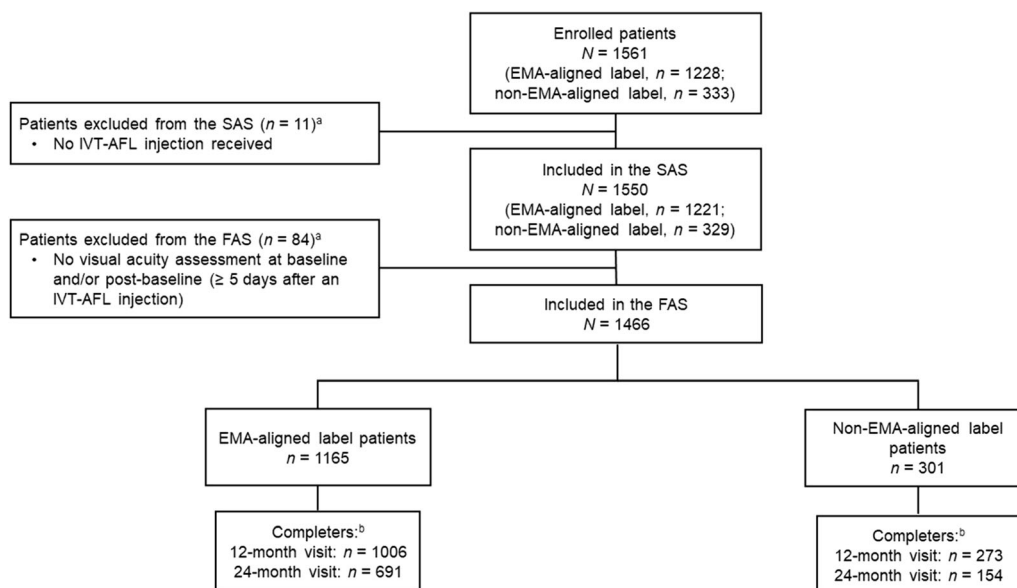 Enrolled patients
N = 1561
(EMA-aligned label, n = 1228;
non-EMA-aligned label, n = 333)
Patients excluded from the SAS (n = 11)ᵃ
• No IVT-AFL injection received
Included in the SAS
N = 1550
(EMA-aligned label, n = 1221;
non-EMA-aligned label, n = 329)
Patients excluded from the FAS (n = 84)ᵃ
• No visual acuity assessment at baseline
and/or post-baseline (≥ 5 days after an
IVT-AFL injection)
Included in the FAS
N = 1466
EMA-aligned label patients
n = 1165
Non-EMA-aligned label
patients
n = 301
Completers:ᵇ
12-month visit: n = 1006
24-month visit: n = 691
Completers:ᵇ
12-month visit: n = 273
24-month visit: n = 154